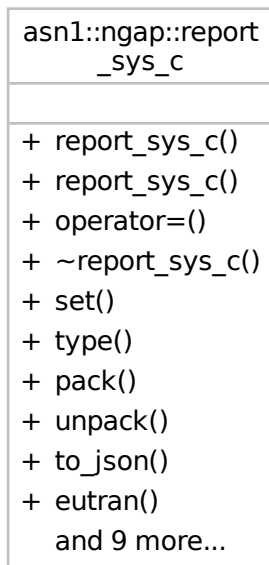 asn1::ngap::report
_sys_c
+ report_sys_c()
+ report_sys_c()
+ operator=()
+ ~report_sys_c()
+ set()
+ type()
+ pack()
+ unpack()
+ to_json()
+ eutran()
and 9 more...